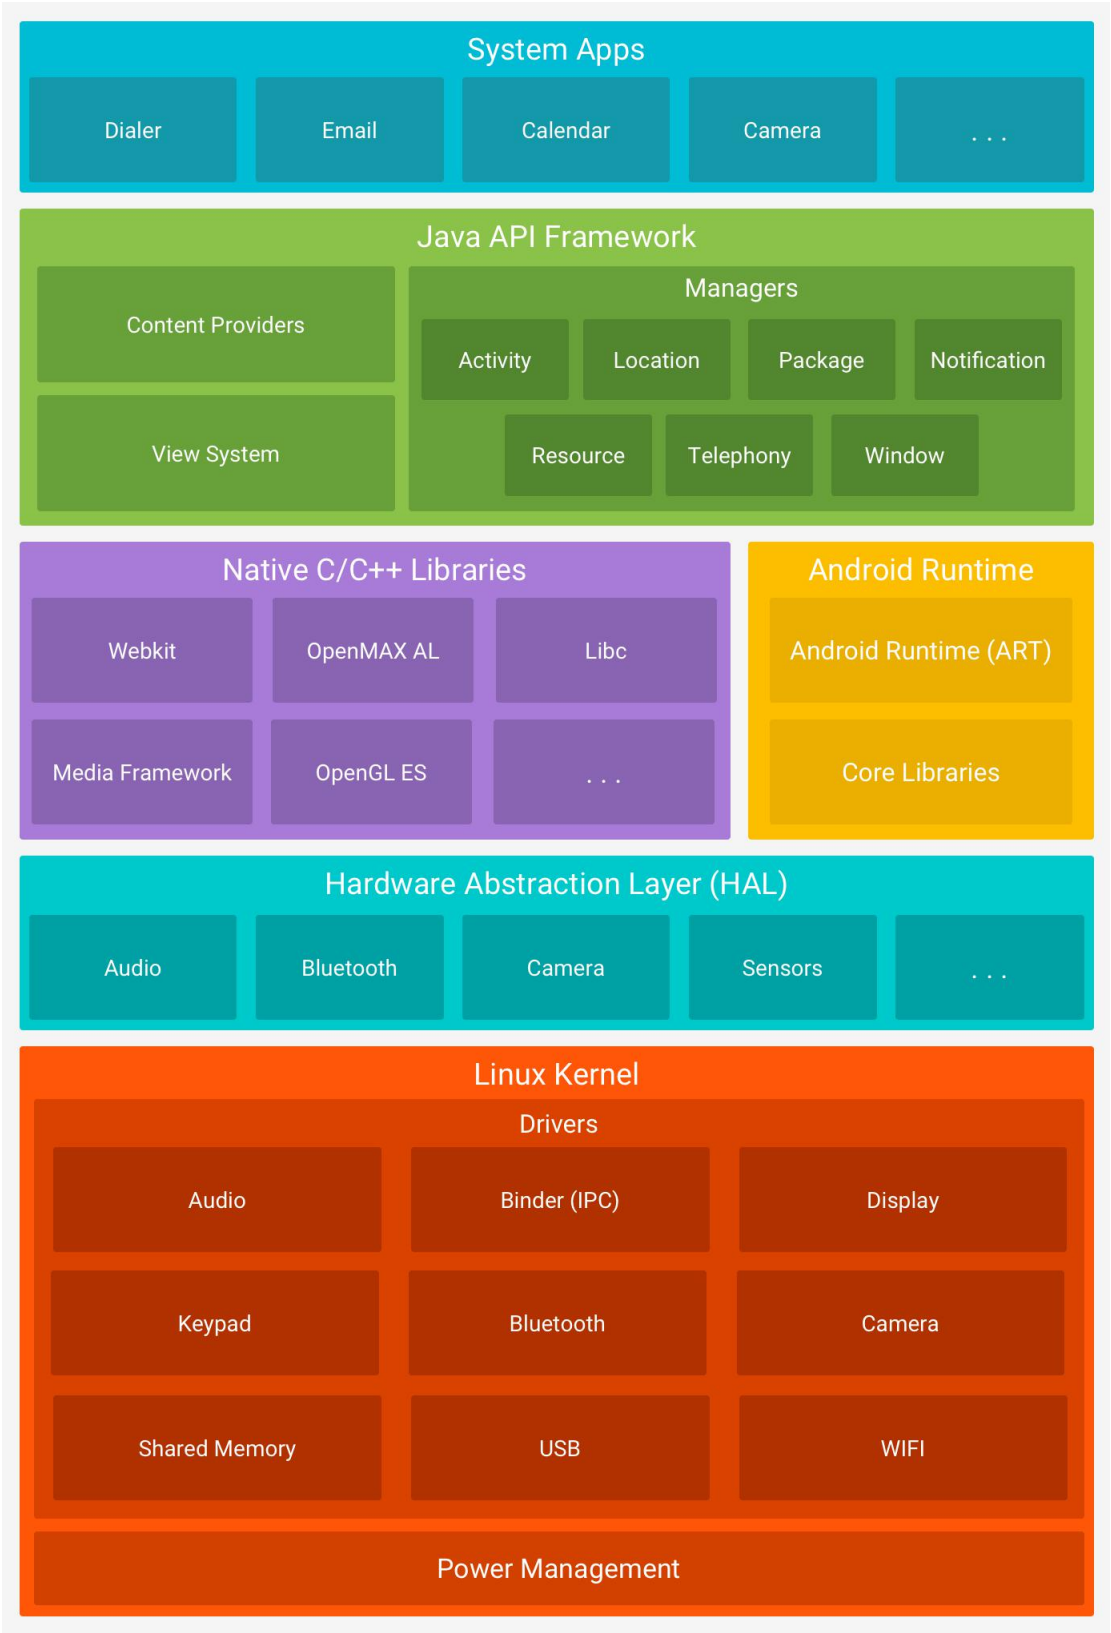 System Apps
Dialer
Email
Calendar
Camera
. . .
Java API Framework
Content Providers
View System
Managers
Activity
Location
Package
Notification
Resource
Telephony
Window
Native C/C++ Libraries
Webkit
OpenMAX AL
Libc
Media Framework
OpenGL ES
. . .
Android Runtime
Android Runtime (ART)
Core Libraries
Hardware Abstraction Layer (HAL)
Audio
Bluetooth
Camera
Sensors
. . .
Linux Kernel
Drivers
Audio
Binder (IPC)
Display
Keypad
Bluetooth
Camera
Shared Memory
USB
WIFI
Power Management